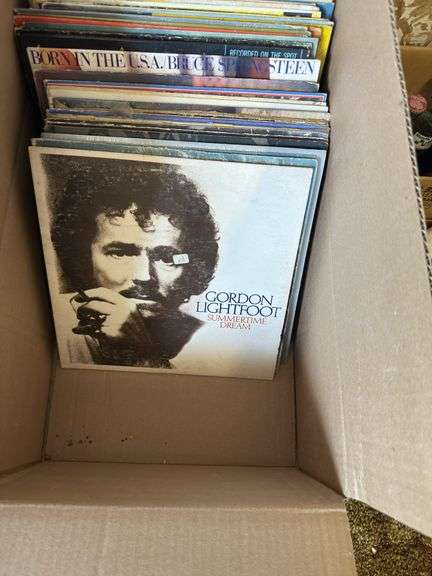 RECORDED ON THE SPOT
BORN IN THE U.S.A./BRUCE SPRINGSTEEN
GORDON
LIGHTFOOT
SUMMERTIME
DREAM